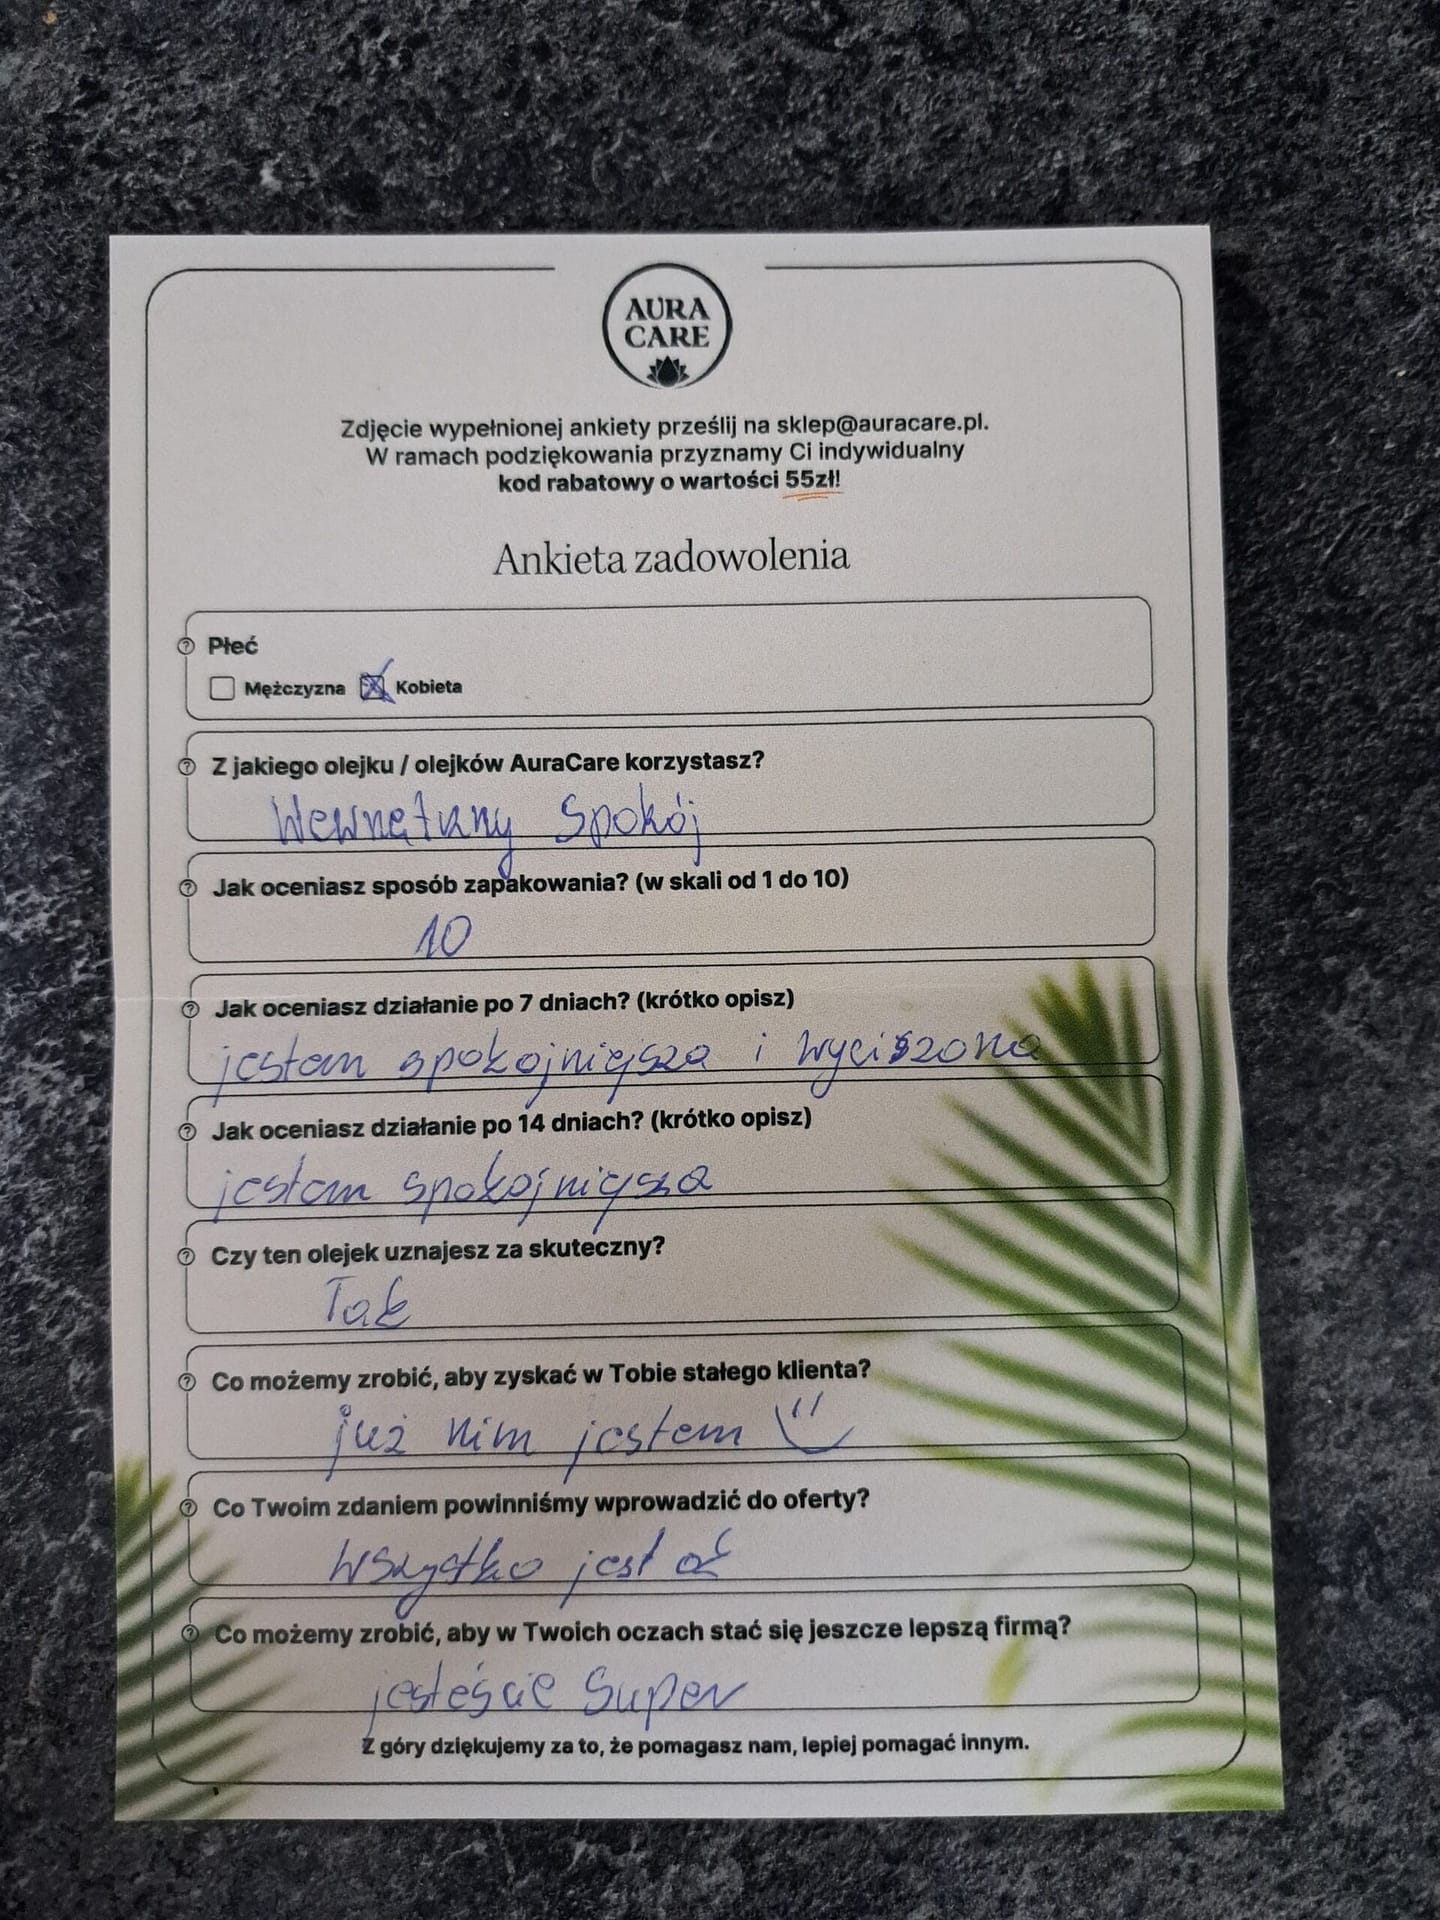 AURA
CARE
Zdjęcie wypełnionej ankiety prześlij na sklep@auracare.pl.
W ramach podziękowania przyznamy Ci indywidualny
kod rabatowy o wartości 55zł!
Ankieta zadowolenia
Płeć
Mężczyzna Kobieta
Z jakiego olejku / olejków AuraCare korzystasz?
Wewnętrzny Spokój
Jak oceniasz sposób zapakowania? (w skali od 1 do 10)
10
Jak oceniasz działanie po 7 dniach? (krótko opisz)
jestem spokojniejsza i wyciszona
Jak oceniasz działanie po 14 dniach? (krótko opisz)
jestem spokojniejsza
Czy ten olejek uznajesz za skuteczny?
Tak
Co możemy zrobić, aby zyskać w Tobie stałego klienta?
już nim jestem
Co Twoim zdaniem powinniśmy wprowadzić do oferty?
wszystko jest ok
Co możemy zrobić, aby w Twoich oczach stać się jeszcze lepszą firmą?
jesteście super
Z góry dziękujemy za to, że pomagasz nam, lepiej pomagać innym.